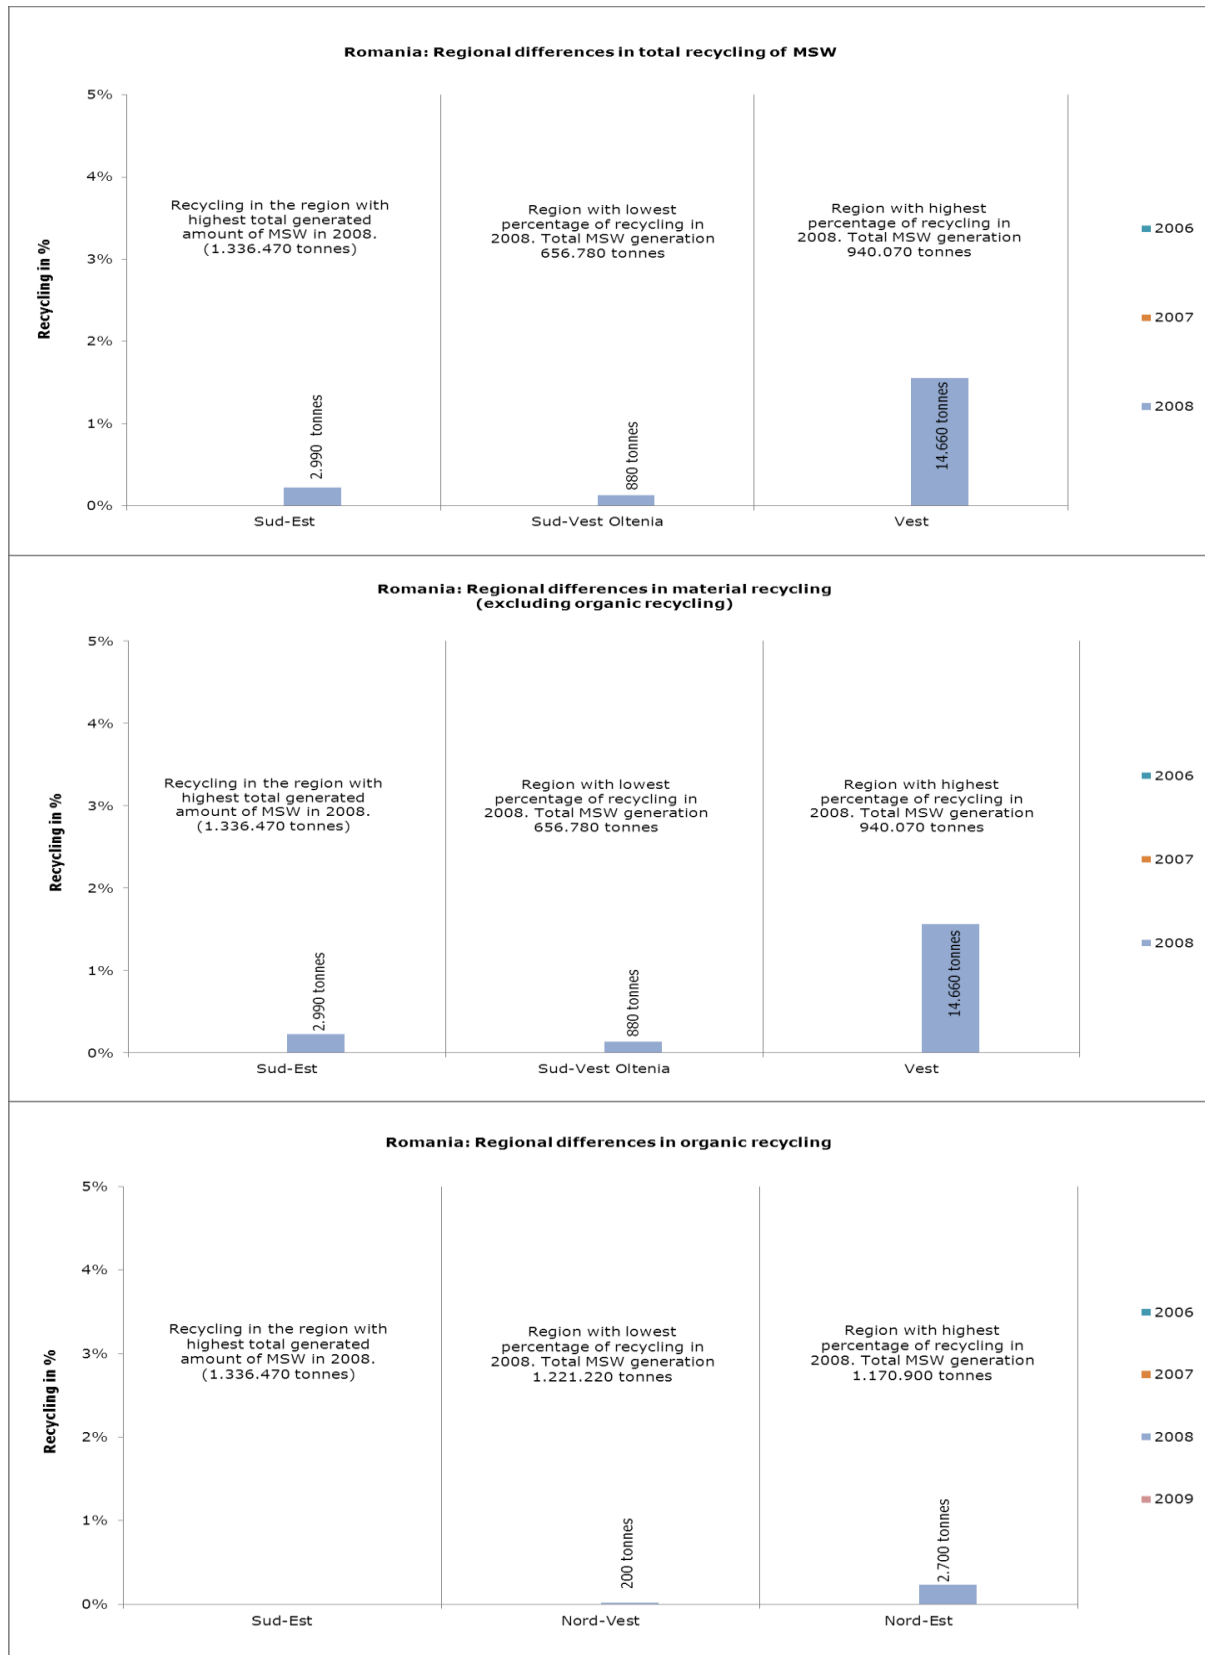 Romania: Regional differences in total recycling of MSW
5%
4%
3%
2%
1%
0%
Recycling in %
Recycling in the region with
highest total generated
amount of MSW in 2008.
(1.336.470 tonnes)
Region with lowest
percentage of recycling in
2008. Total MSW generation
656.780 tonnes
Region with highest
percentage of recycling in
2008. Total MSW generation
940.070 tonnes
2.990 tonnes
880 tonnes
14.660 tonnes
Sud-Est
Sud-Vest Oltenia
Vest
2006
2007
2008
Romania: Regional differences in material recycling
(excluding organic recycling)
5%
4%
3%
2%
1%
0%
Recycling in %
Recycling in the region with
highest total generated
amount of MSW in 2008.
(1.336.470 tonnes)
Region with lowest
percentage of recycling in
2008. Total MSW generation
656.780 tonnes
Region with highest
percentage of recycling in
2008. Total MSW generation
940.070 tonnes
2.990 tonnes
880 tonnes
14.660 tonnes
Sud-Est
Sud-Vest Oltenia
Vest
2006
2007
2008
Romania: Regional differences in organic recycling
5%
4%
3%
2%
1%
0%
Recycling in %
Recycling in the region with
highest total generated
amount of MSW in 2008.
(1.336.470 tonnes)
Region with lowest
percentage of recycling in
2008. Total MSW generation
1.221.220 tonnes
Region with highest
percentage of recycling in
2008. Total MSW generation
1.170.900 tonnes
200 tonnes
2.700 tonnes
Sud-Est
Nord-Vest
Nord-Est
2006
2007
2008
2009